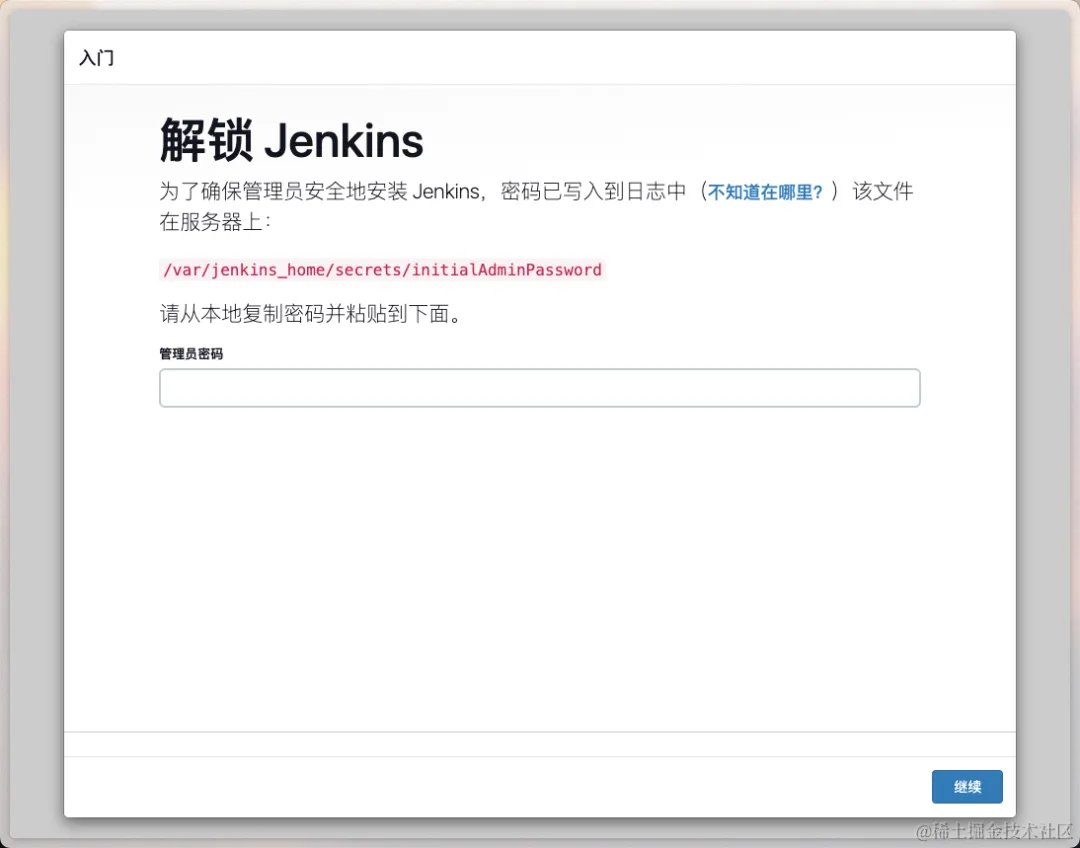 入门
解锁 Jenkins
为了确保管理员安全地安装 Jenkins，密码已写入到日志中（不知道在哪里？）该文件
在服务器上：
/var/jenkins_home/secrets/initialAdminPassword
请从本地复制密码并粘贴到下面。
管理员密码
继续
@稀土掘金技术社区